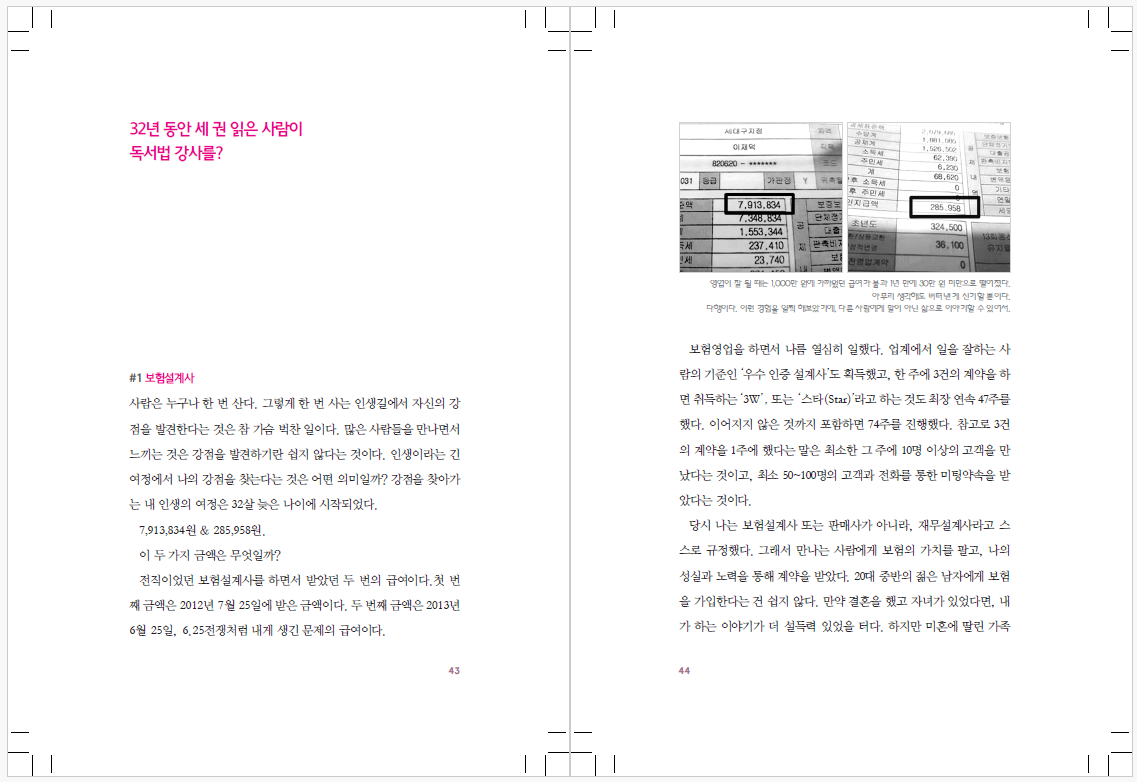 32년 동안 세 권 읽은 사람이
독서법 강사를?
#1 보험설계사
사람은 누구나 한 번 산다. 그렇게 한 번 사는 인생길에서 자신의 강
점을 발견한다는 것은 참 가슴 벅찬 일이다. 많은 사람들을 만나면서
느끼는 것은 강점을 발견하기란 쉽지 않다는 것이다. 인생이라는 긴
여정에서 나의 강점을 찾는다는 것은 어떤 의미일까? 강점을 찾아가
는 내 인생의 여정은 32살 늦은 나이에 시작되었다.
7,913,834원 & 285,958원.
이 두 가지 금액은 무엇일까?
전직이었던 보험설계사를 하면서 받았던 두 번의 급여이다.첫 번
째 금액은 2012년 7월 25일에 받은 금액이다. 두 번째 금액은 2013년
6월 25일, 6.25전쟁처럼 내게 생긴 문제의 급여이다.
43
새대구지점
이재덕
820620 - *******
031 등급 가판정 Y 위촉
준액 7,913,834 보증보
7,348,834 단체정
1,553,344 대출
득세 237,410 판촉비
민세 23,740
공제계 1,881,085
소득세 1,526,502
주민세 62,390
계 6,230
후 소득세 68,620
후 주민세 0
인지급액 285,958
초년도 324,500
36,100
0
영업이 잘 될 때는 1,000만 원에 가까웠던 급여가 불과 1년 만에 30만 원 미만으로 떨어졌다.
아무리 생각해도 버텨낸 게 신기할 뿐이다.
다행이다. 이런 경험을 일찍 해보았기에, 다른 사람에게 말이 아닌 삶으로 이야기할 수 있어서.
보험영업을 하면서 나름 열심히 일했다. 업계에서 일을 잘하는 사
람의 기준인 '우수 인증 설계사'도 획득했고, 한 주에 3건의 계약을 하
면 취득하는 '3W', 또는 '스타(Star)'라고 하는 것도 최장 연속 47주를
했다. 이어지지 않은 것까지 포함하면 74주를 진행했다. 참고로 3건
의 계약을 1주에 했다는 말은 최소한 그 주에 10명 이상의 고객을 만
났다는 것이고, 최소 50~100명의 고객과 전화를 통한 미팅약속을 받
았다는 것이다.
당시 나는 보험설계사 또는 판매사가 아니라, 재무설계사라고 스
스로 규정했다. 그래서 만나는 사람에게 보험의 가치를 팔고, 나의
성실과 노력을 통해 계약을 받았다. 20대 중반의 젊은 남자에게 보험
을 가입한다는 건 쉽지 않다. 만약 결혼을 했고 자녀가 있었다면, 내
가 하는 이야기가 더 설득력 있었을 터다. 하지만 미혼에 딸린 가족
44